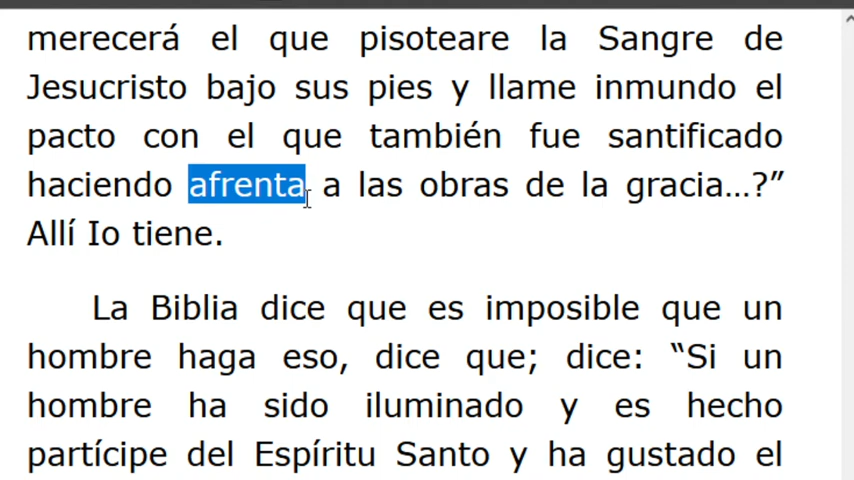 merecerá el que pisoteare la Sangre de
Jesucristo bajo sus pies y llame inmundo el
pacto con el que también fue santificado
haciendo afrenta a las obras de la gracia...?”
Allí Io tiene.
La Biblia dice que es imposible que un
hombre haga eso, dice que; dice: “Si un
hombre ha sido iluminado y es hecho
partícipe del Espíritu Santo y ha gustado el